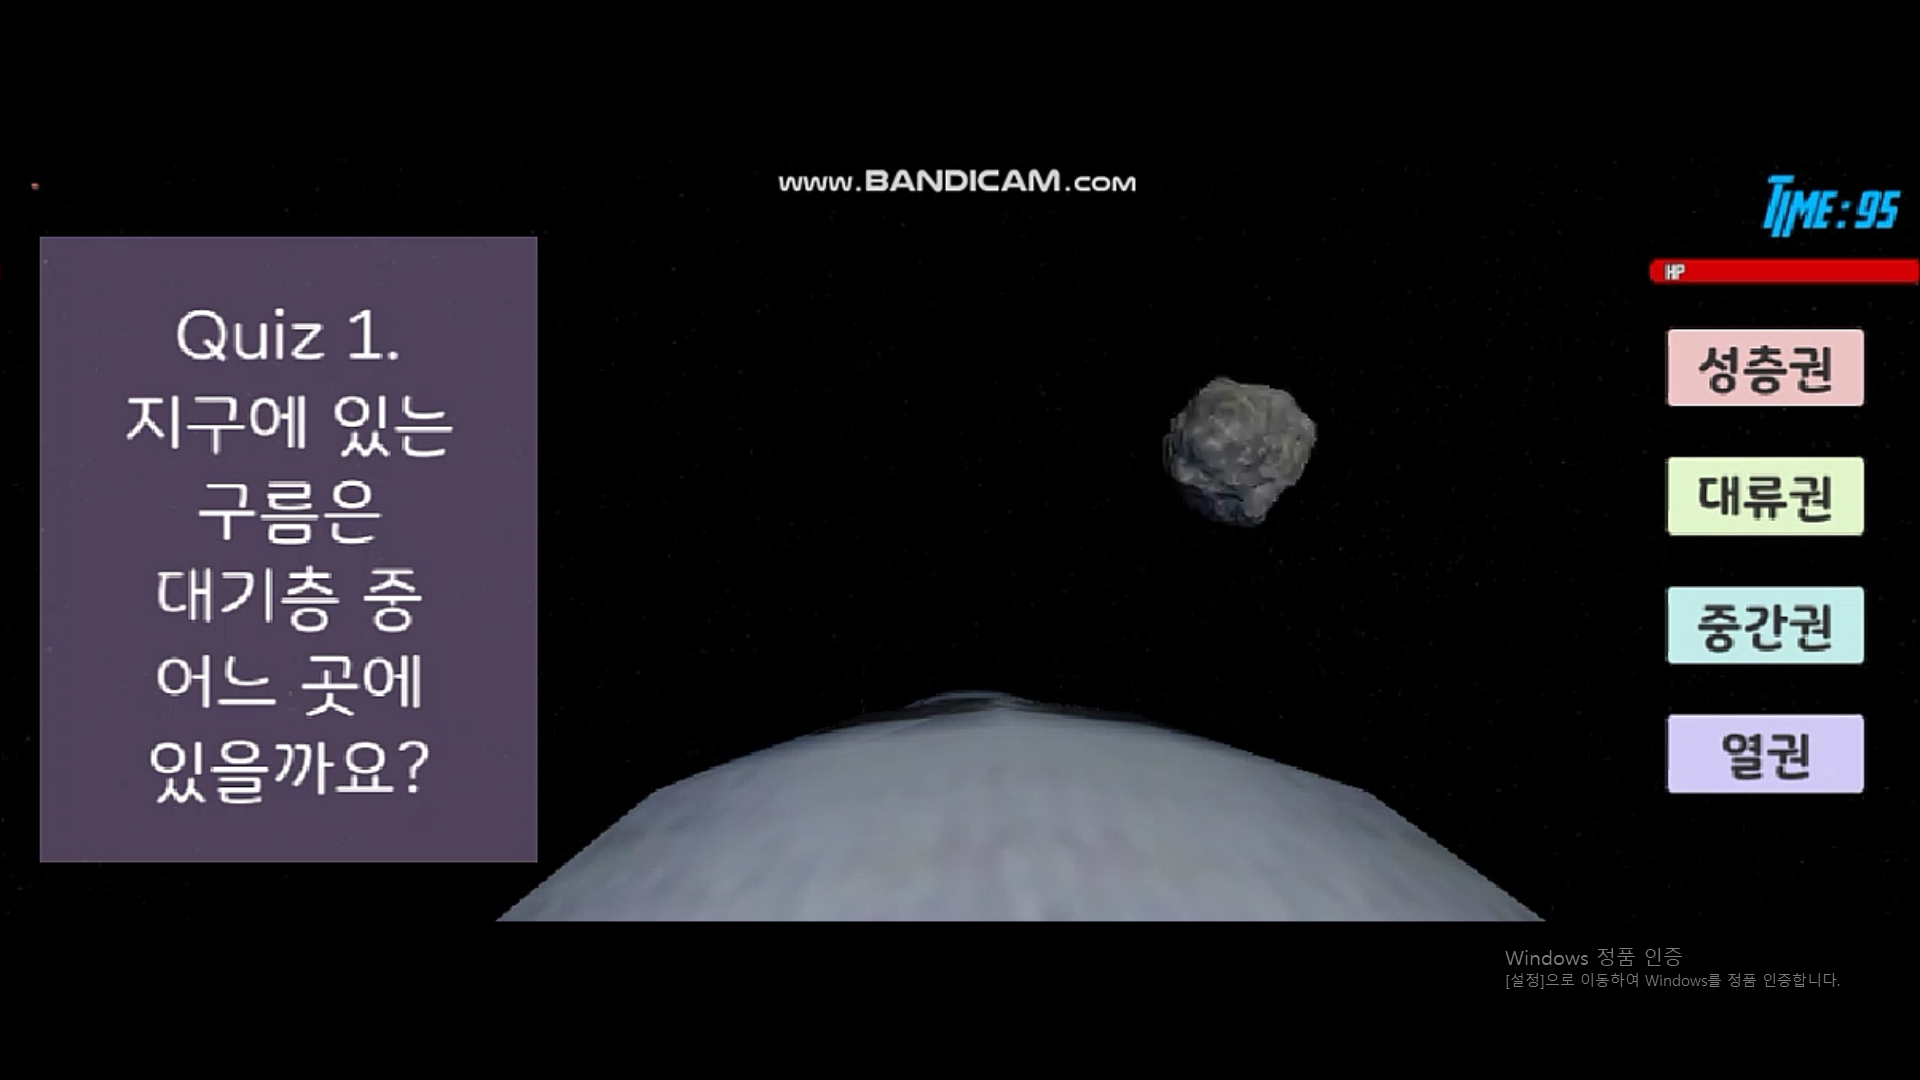 www.BANDICAM.com
TIME: 95
HP
Quiz 1.
지구에 있는
구름은
대기층 중
어느 곳에
있을까요?
성층권
대류권
중간권
열권
Windows 정품 인증
[설정]으로 이동하여 Windows를 정품 인증합니다.